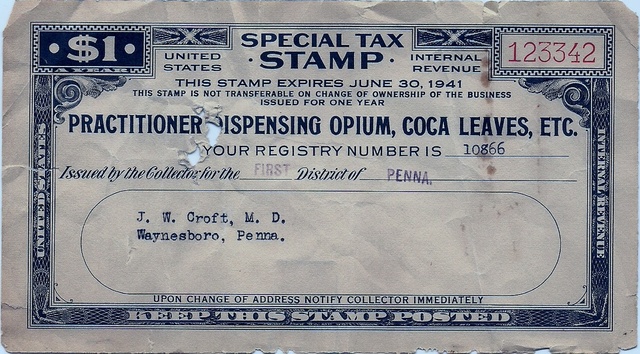 $1
A YEAR
UNITED STATES
SPECIAL TAX
STAMP
INTERNAL REVENUE
123342
THIS STAMP EXPIRES JUNE 30, 1941
THIS STAMP IS NOT TRANSFERABLE ON CHANGE OF OWNERSHIP OF THE BUSINESS
ISSUED FOR ONE YEAR
PRACTITIONER DISPENSING OPIUM, COCA LEAVES, ETC.
YOUR REGISTRY NUMBER IS 10866
Issued by the Collector for the FIRST District of PENNA.
J. W. Croft, M. D.
Waynesboro, Penna.
UNITED STATES
INTERNAL REVENUE
UPON CHANGE OF ADDRESS NOTIFY COLLECTOR IMMEDIATELY
KEEP THIS STAMP POSTED